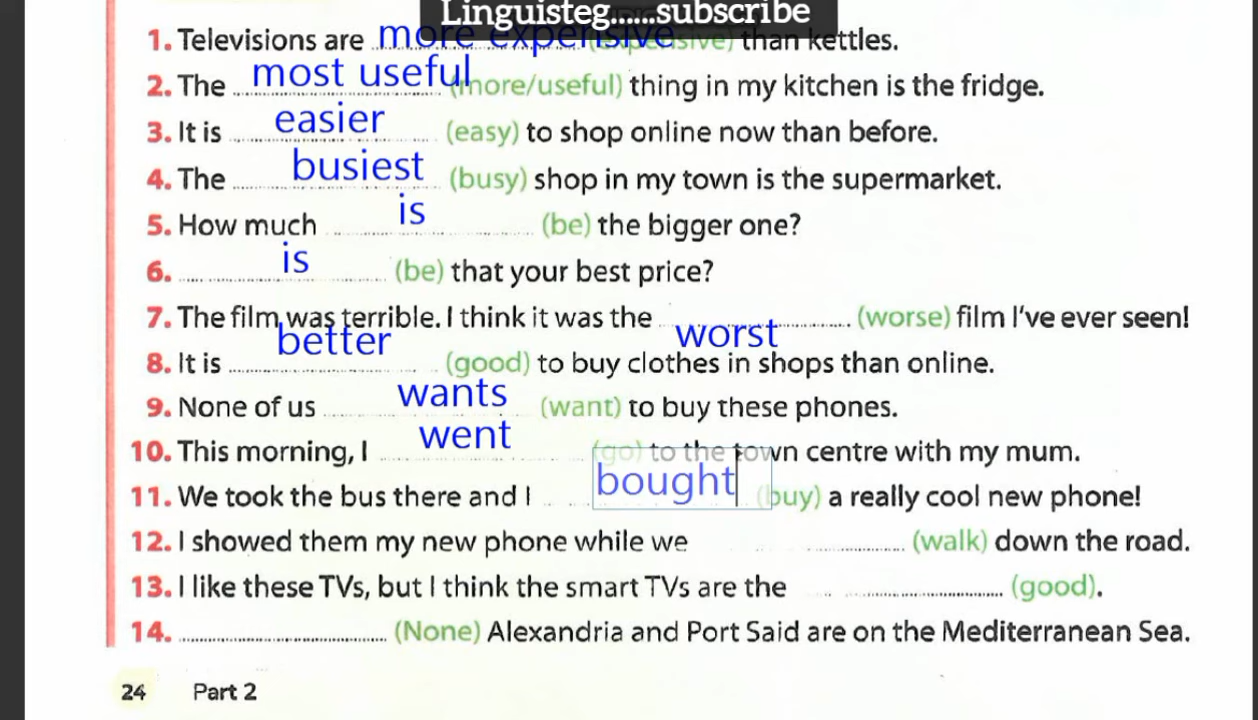 Linguisteg......subscribe
1. Televisions are more expensive (expensive) than kettles.
2. The most useful (more/useful) thing in my kitchen is the fridge.
3. It is easier (easy) to shop online now than before.
4. The busiest (busy) shop in my town is the supermarket.
5. How much is (be) the bigger one?
6. is (be) that your best price?
7. The film was terrible. I think it was the worst (worse) film I've ever seen!
8. It is better (good) to buy clothes in shops than online.
9. None of us wants (want) to buy these phones.
10. This morning, I went (go) to the town centre with my mum.
11. We took the bus there and I bought (buy) a really cool new phone!
12. I showed them my new phone while we (walk) down the road.
13. I like these TVs, but I think the smart TVs are the (good).
14. (None) Alexandria and Port Said are on the Mediterranean Sea.
24 Part 2